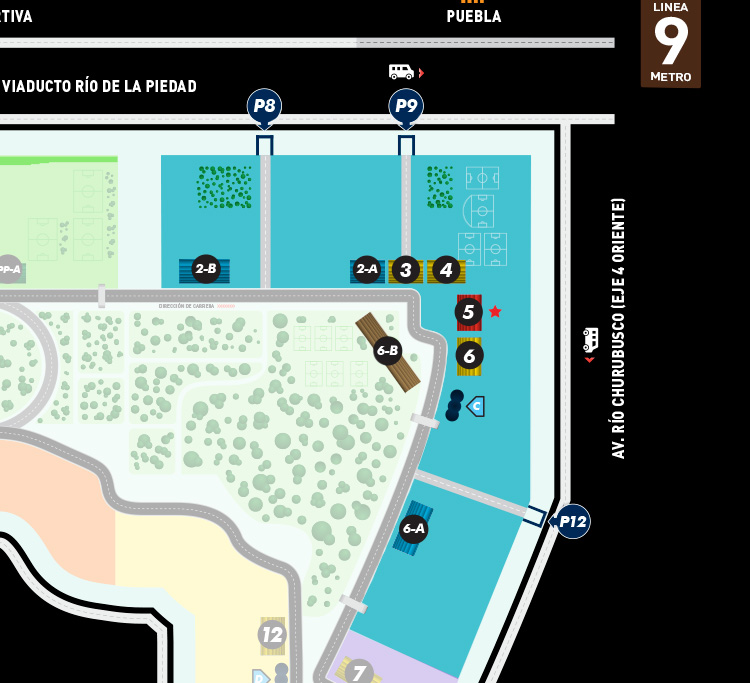 RTIVA
PUEBLA
LINEA
9
METRO
VIADUCTO RÍO DE LA PIEDAD
P8
P9
AV. RÍO CHURUBUSCO (EJE 4 ORIENTE)
PP-A
2-B
2-A
3
4
DIRECCIÓN DE CARRERA
5
6-B
6
C
6-A
P12
12
D
7